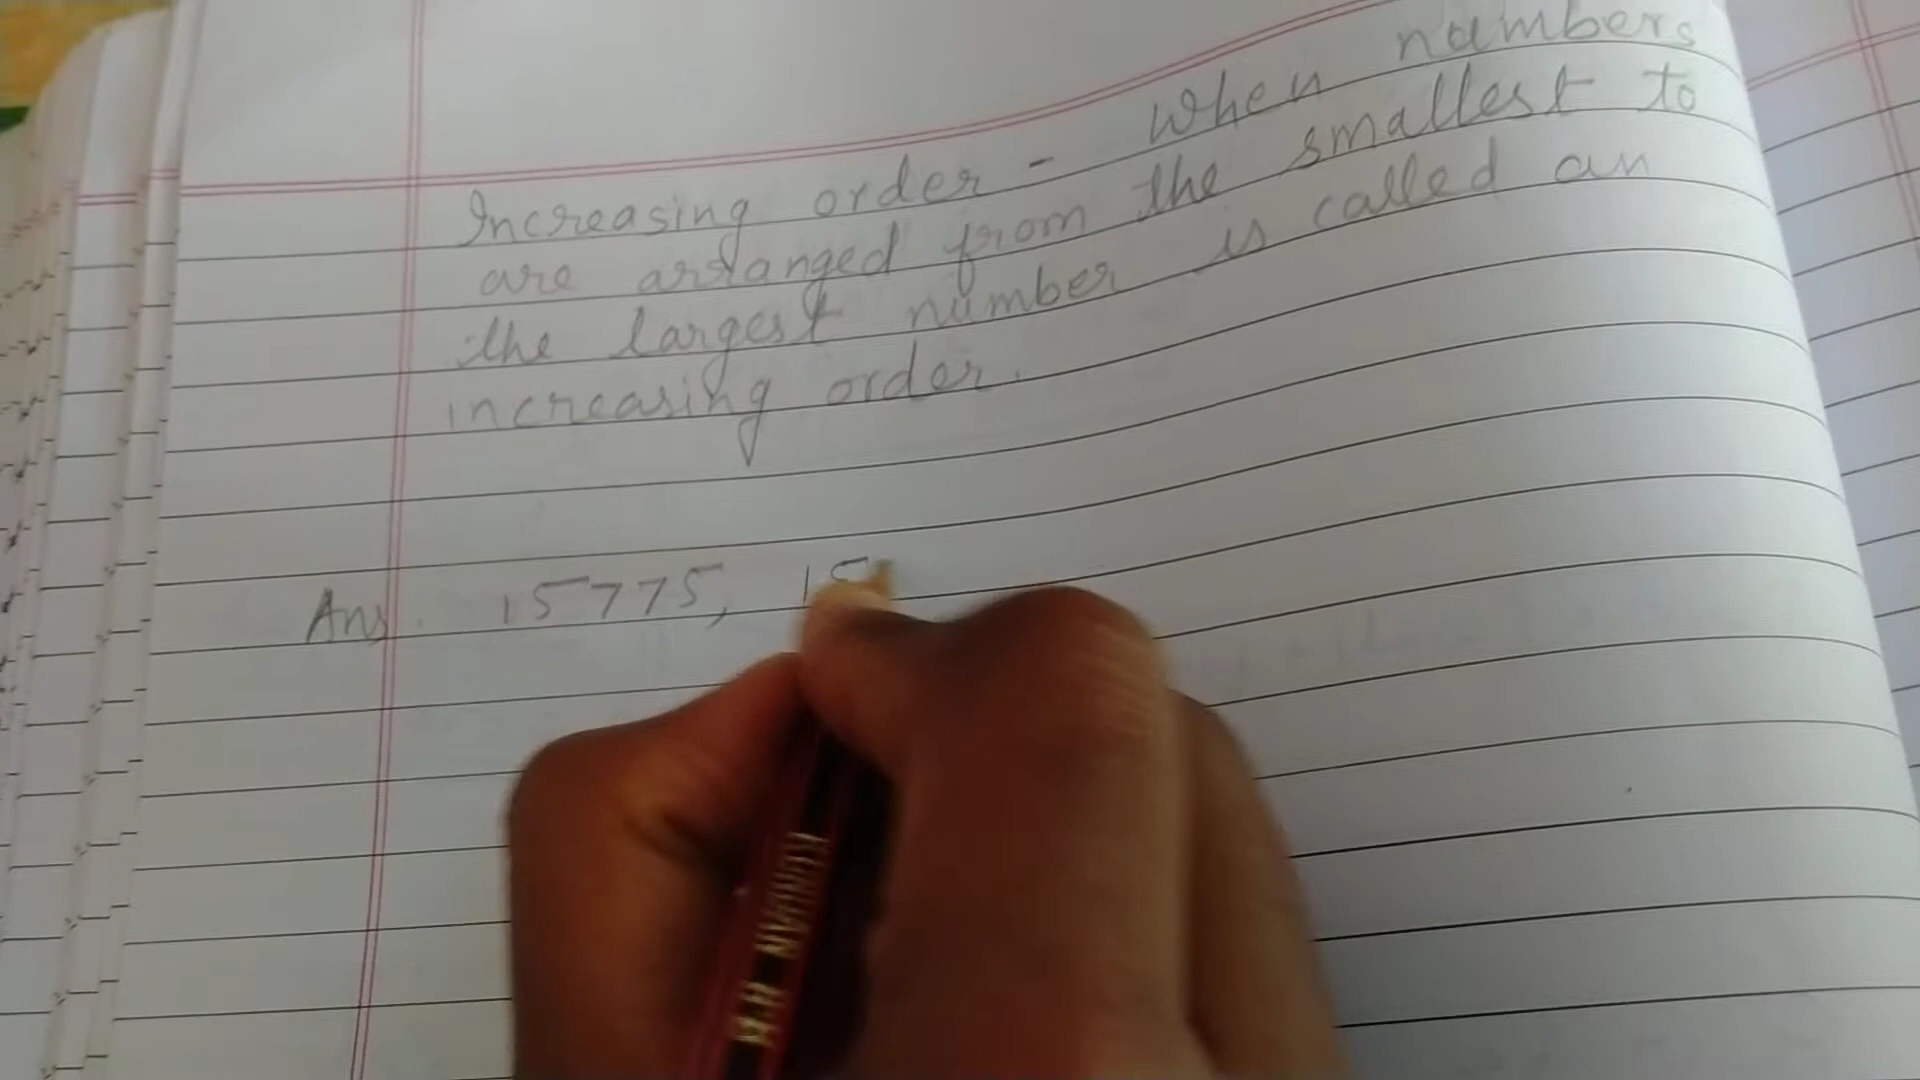 Increasing order - When numbers
are arranged from the smallest to
the largest number is called an
increasing order.
Ans. 15775, 15